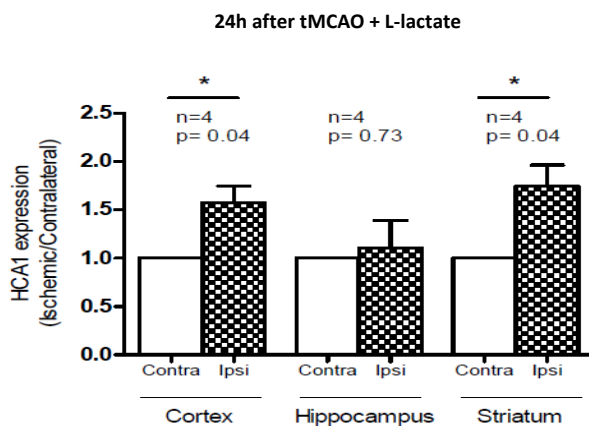 24h after tMCAO + L-lactate
* *
n=4 n=4 n=4
p= 0.04 p= 0.73 p= 0.04
HCA1 expression
(Ischemic/Contralateral)
2.5
2.0
1.5
1.0
0.5
0.0
Contra Ipsi Contra Ipsi Contra Ipsi
Cortex Hippocampus Striatum